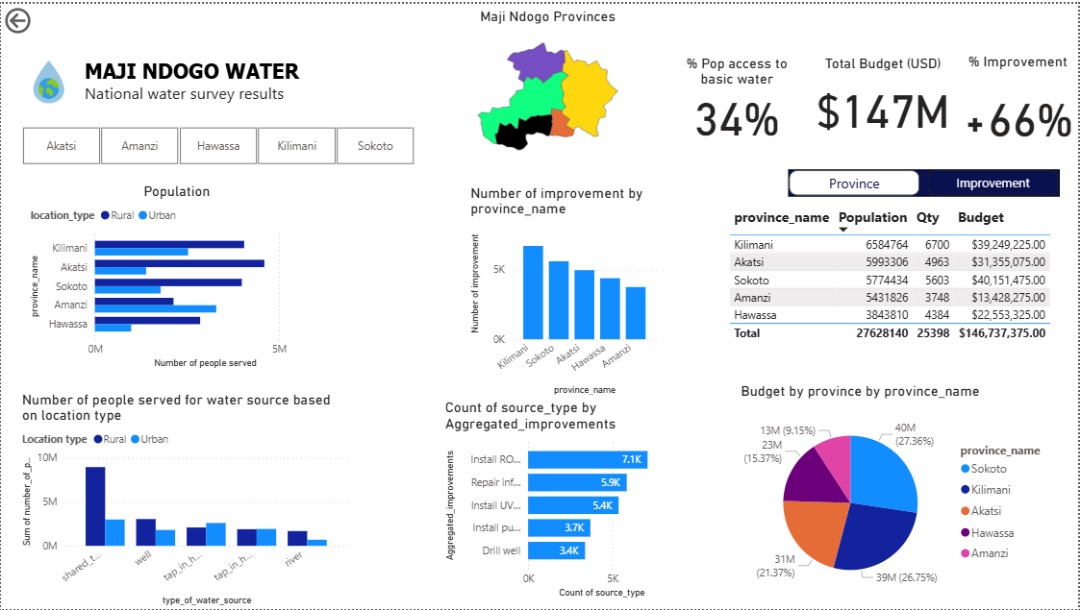 MAJI NDOGO WATER
National water survey results
Akatsi Amanzi Hawassa Kilimani Sokoto
Maji Ndogo Provinces
% Pop access to
basic water
34%
Total Budget (USD)
$147M
% Improvement
+66%
Population
location_type Rural Urban
province_name
Kilimani
Akatsi
Sokoto
Amanzi
Hawassa
0M 5M
Number of people served
Number of improvement by
province_name
Number of improvement
5K
0K
Kilimani Sokoto Akatsi Hawassa Amanzi
province_name
Province Improvement
province_name Population Qty Budget
Kilimani 6584764 6700 $39,249,225.00
Akatsi 5993306 4963 $31,355,075.00
Sokoto 5774434 5603 $40,151,475.00
Amanzi 5431826 3748 $13,428,275.00
Hawassa 3843810 4384 $22,553,325.00
Total 27628140 25398 $146,737,375.00
Number of people served for water source based
on location type
Location type Rural Urban
Sum of number_of_p...
10M
5M
0M
shared_t... well tap_in_h... tap_in_h... river
type_of_water_source
Count of source_type by
Aggregated_improvements
Aggregated_improvements
Install RO... 7.1K
Repair inf... 5.9K
Install UV... 5.4K
Install pu... 3.7K
Drill well 3.4K
0K 5K
Count of source_type
Budget by province by province_name
40M
(27.36%)
39M (26.75%)
31M
(21.37%)
23M
(15.37%)
13M (9.15%)
province_name
Sokoto
Kilimani
Akatsi
Hawassa
Amanzi